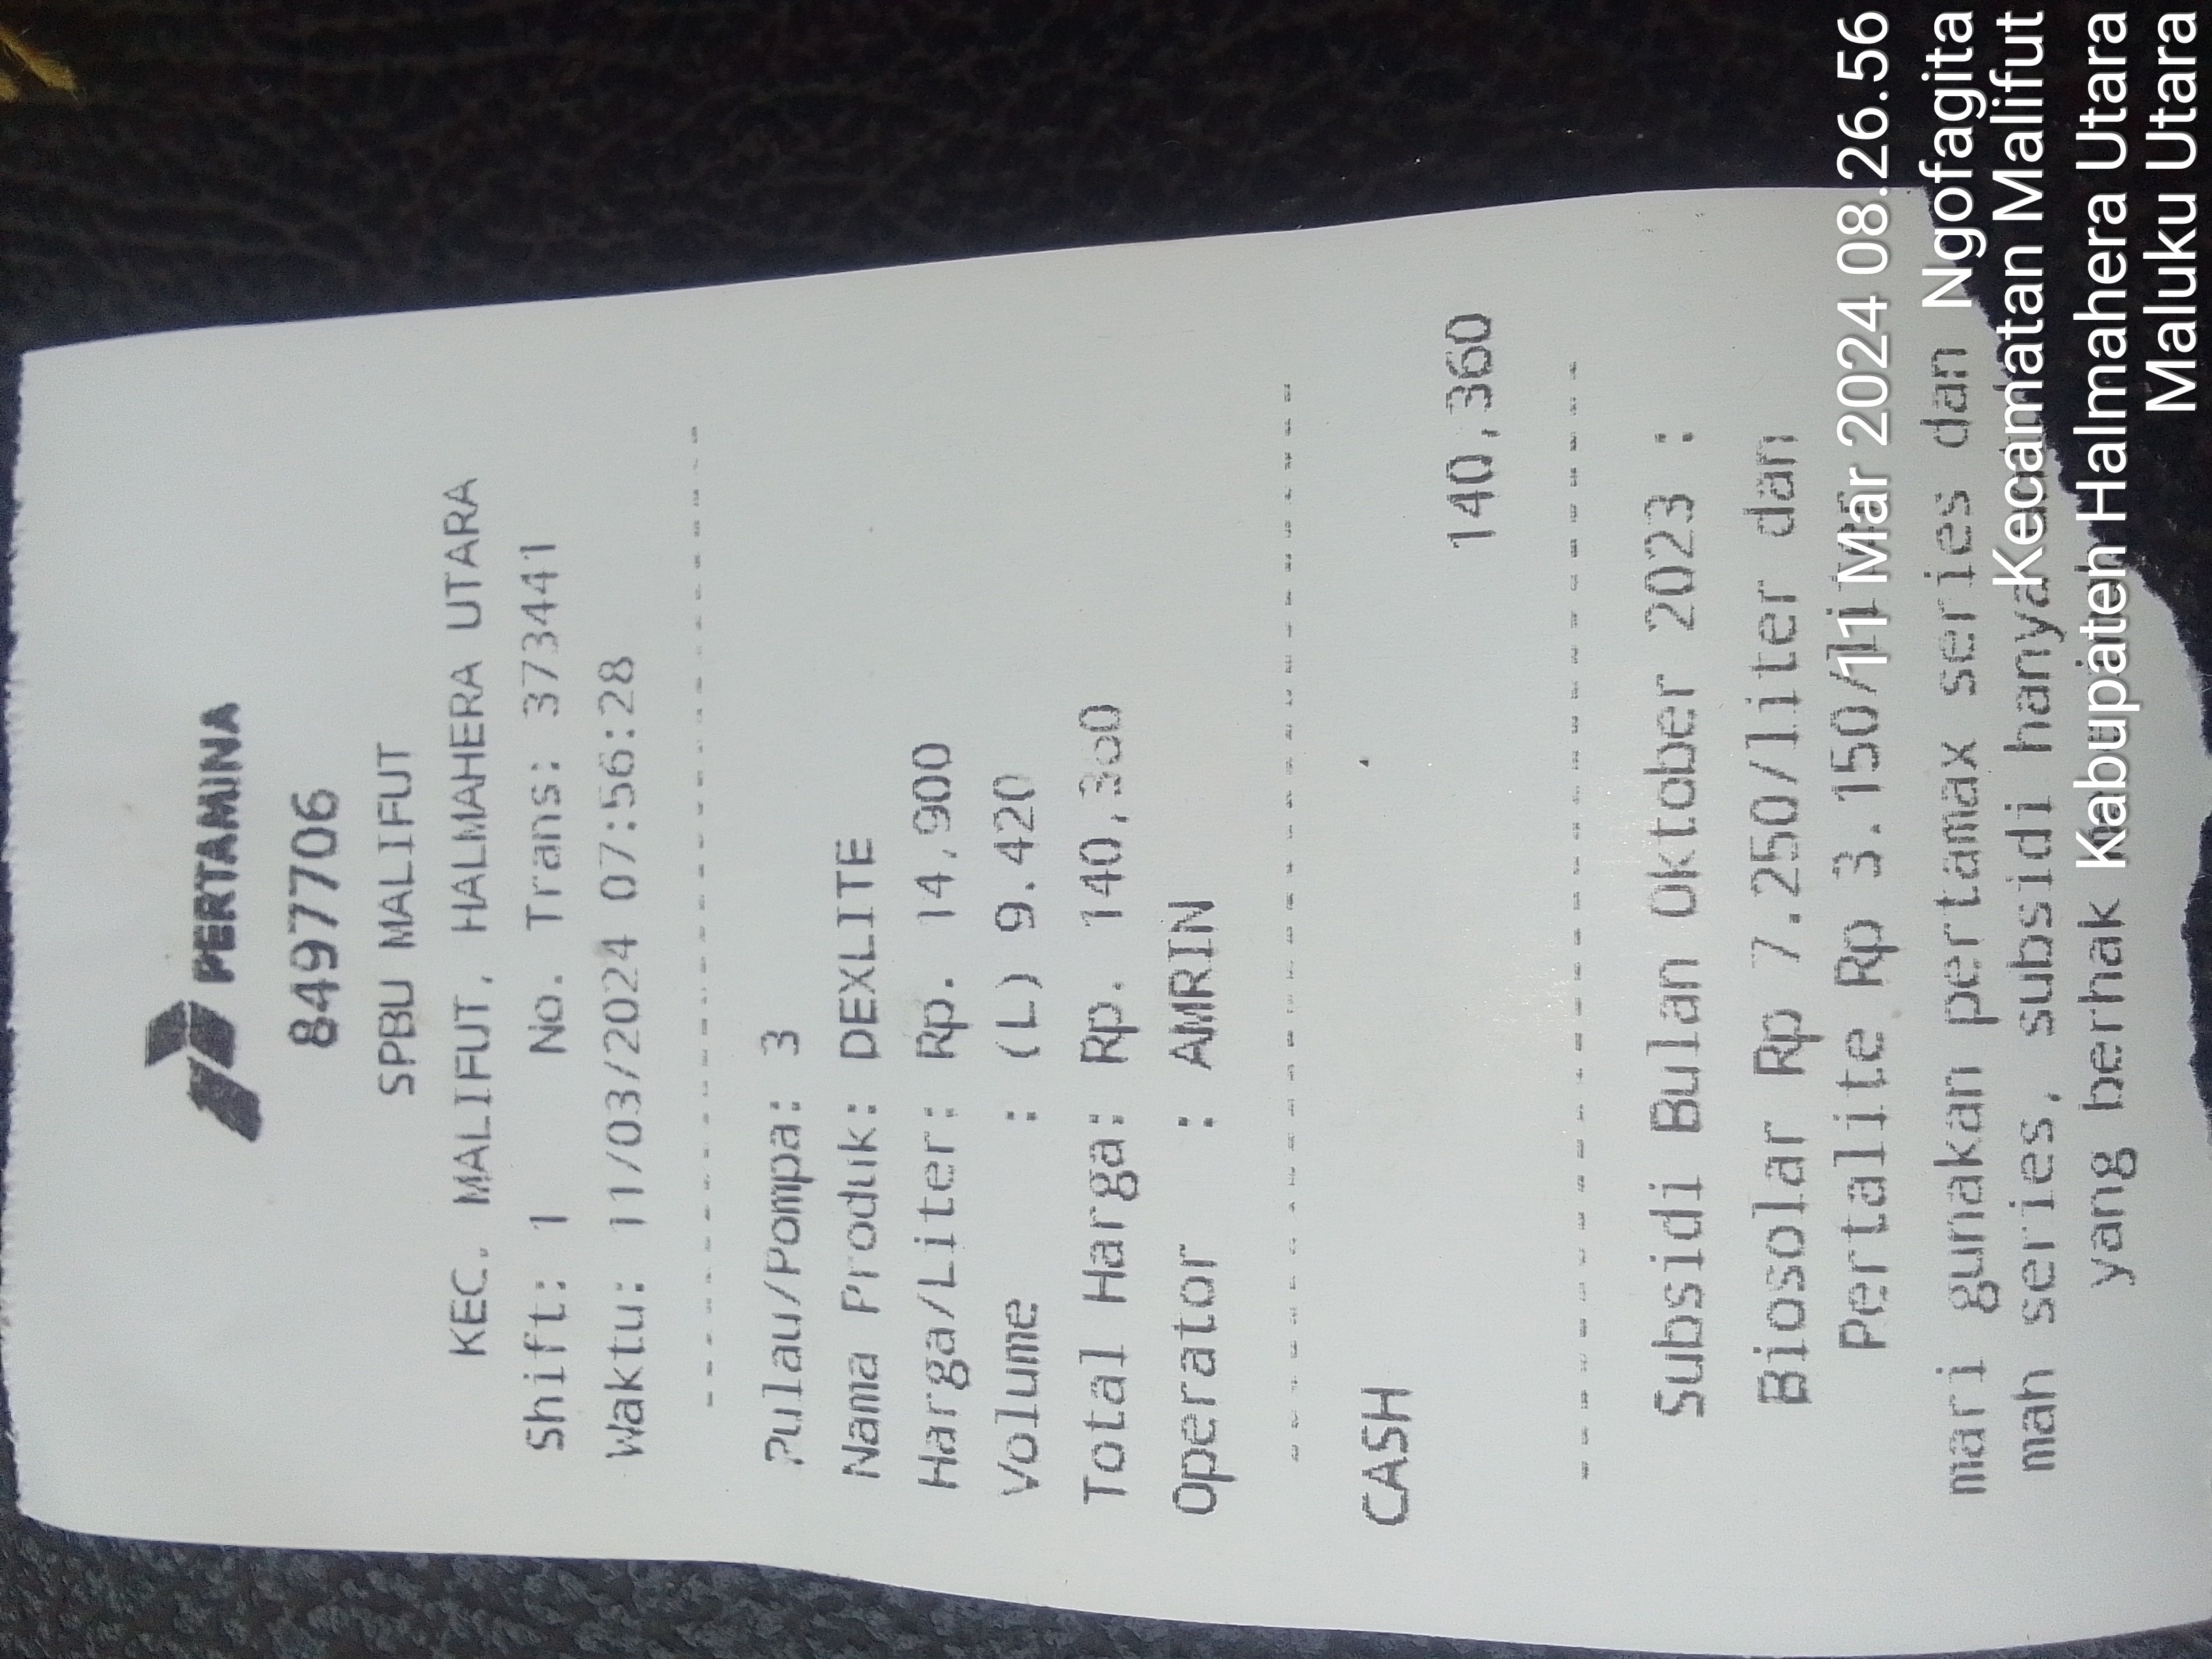 PERTAMINA
8497706
SPBU MALIFUT
KEC. MALIFUT, HALMAHERA UTARA
Shift: 1 No. Trans: 373441
Waktu: 11/03/2024 07:56:28
Pulau/Pompa: 3
Nama Produk: DEXLITE
Harga/Liter: Rp. 14,900
Volume : (L) 9.420
Total Harga: Rp. 140,360
Operator : AMRIN
CASH
140,360
Subsidi Bulan Oktober 2023 :
Biosolar Rp 7.250/liter dan
Pertalite Rp 3.150/
mari gunakan pertamax series dan
series, subsidi hanya
yang berhak
11 Mar 2024 08.26.56
Ngofagita
Kecamatan Malifut
Kabupaten Halmahera Utara
Maluku Utara